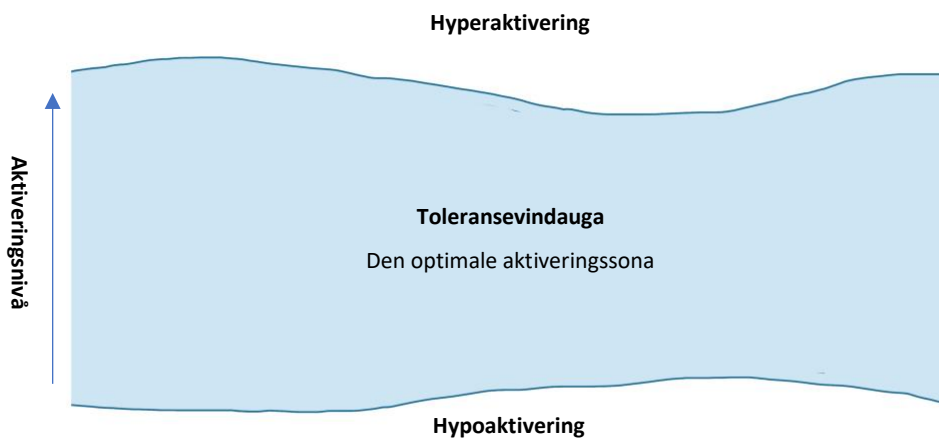 Hyperaktivering
Aktiveringsnivå
Toleransevindauga
Den optimale aktiveringssona
Hypoaktivering